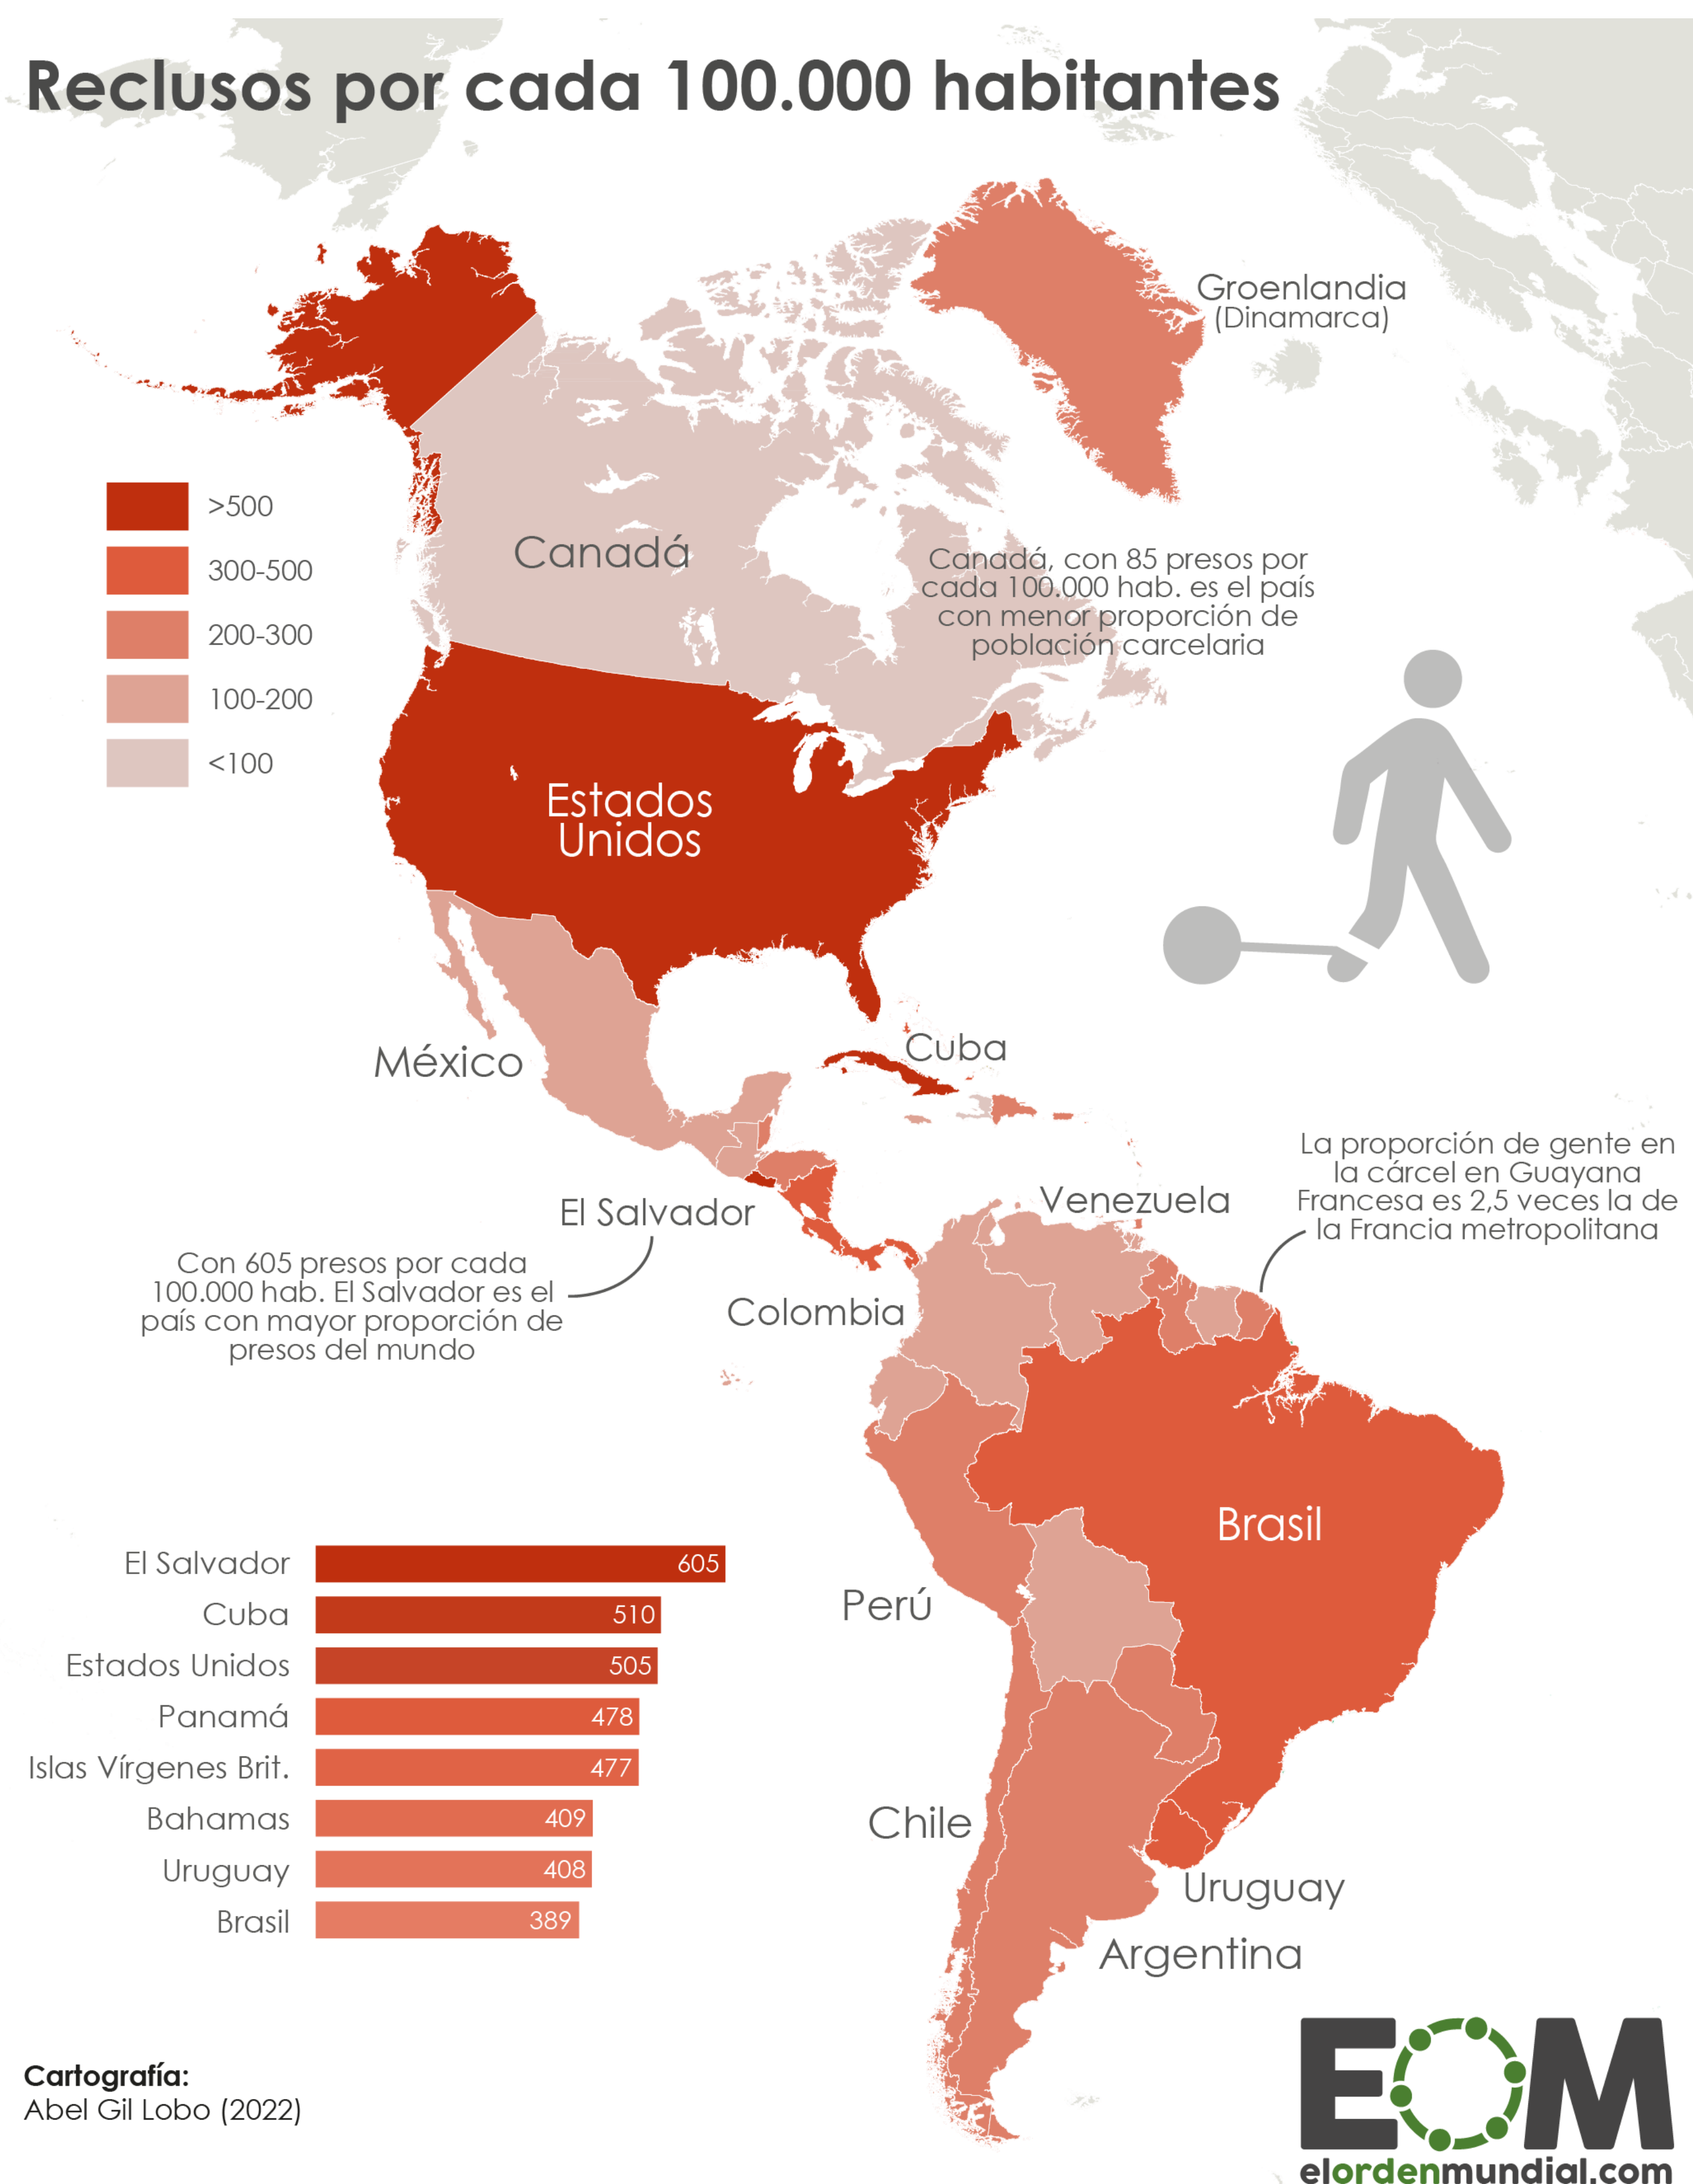 Reclusos por cada 100.000 habitantes
Groenlandia
(Dinamarca)
>500
300-500
200-300
100-200
<100
Canadá
Canadá, con 85 presos por
cada 100.000 hab. es el país
con menor proporción de
población carcelaria
Estados
Unidos
México
Cuba
La proporción de gente en
la cárcel en Guayana
Francesa es 2,5 veces la de
la Francia metropolitana
Venezuela
El Salvador
Con 605 presos por cada
100.000 hab. El Salvador es el
país con mayor proporción de
presos del mundo
Colombia
Brasil
Perú
Chile
Uruguay
Argentina
El Salvador 605
Cuba 510
Estados Unidos 505
Panamá 478
Islas Vírgenes Brit. 477
Bahamas 409
Uruguay 408
Brasil 389
Cartografía:
Abel Gil Lobo (2022)
EOM
elordenmundial.com